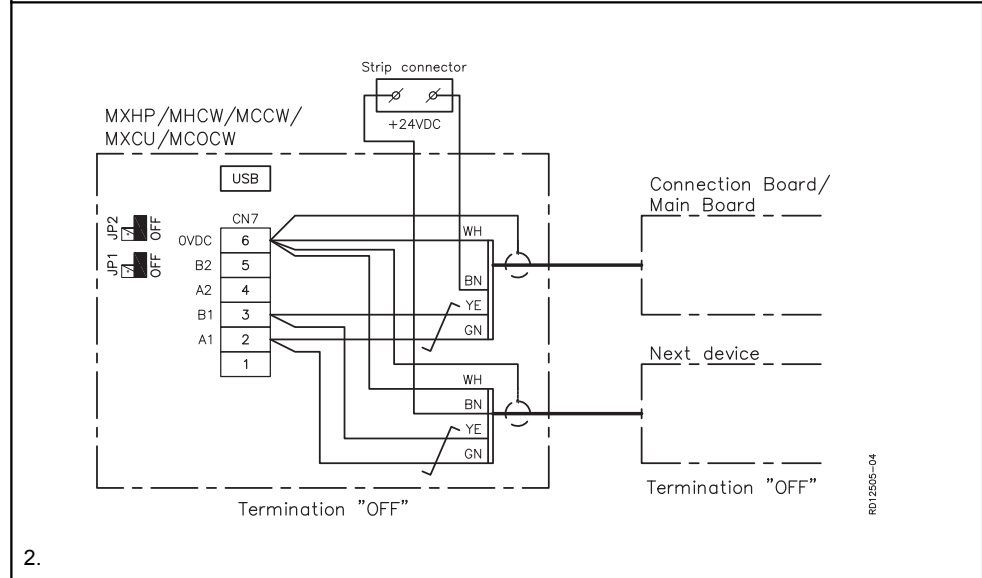 Strip connector
+24VDC
MXHP/MHCW/MCCW/
MXCU/MCOCW
USB
CN7
JP2
OFF
JP1
OFF
0VDC 6
B2 5
A2 4
B1 3
A1 2
1
WH
BN
YE
GN
WH
BN
YE
GN
Connection Board/
Main Board
Next device
Termination "OFF"
Termination "OFF"
RD12505-04
2.